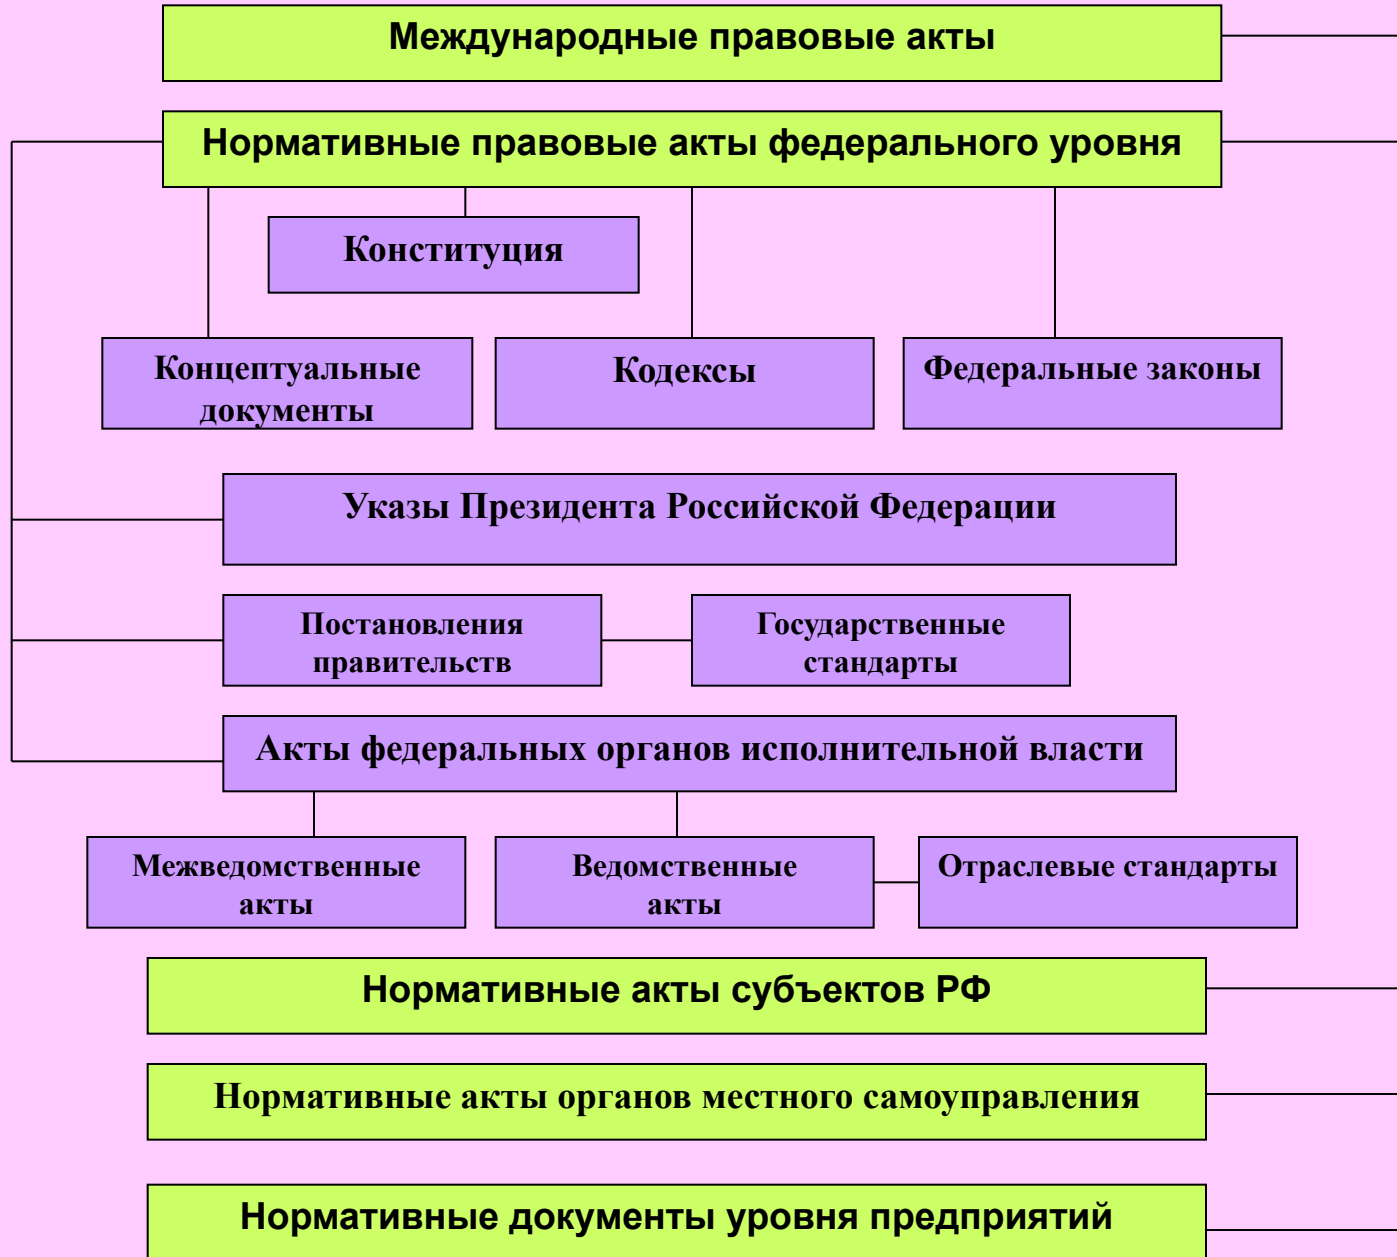 Международные правовые акты
Нормативные правовые акты федерального уровня
Конституция
Концептуальные
документы
Кодексы
Федеральные законы
Указы Президента Российской Федерации
Постановления
правительств
Государственные
стандарты
Акты федеральных органов исполнительной власти
Межведомственные
акты
Ведомственные
акты
Отраслевые стандарты
Нормативные акты субъектов РФ
Нормативные акты органов местного самоуправления
Нормативные документы уровня предприятий